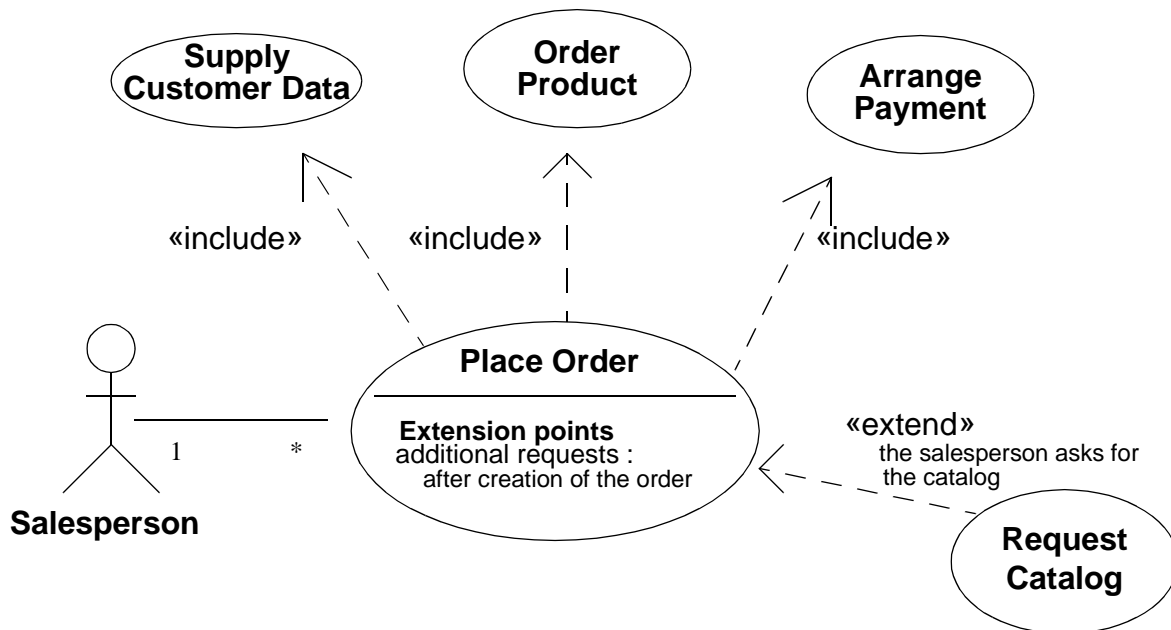 Supply
Customer Data
Order
Product
Arrange
Payment
«include»
«include»
«include»
Place Order
Extension points
additional requests :
after creation of the order
1
*
Salesperson
«extend»
the salesperson asks for
the catalog
Request
Catalog